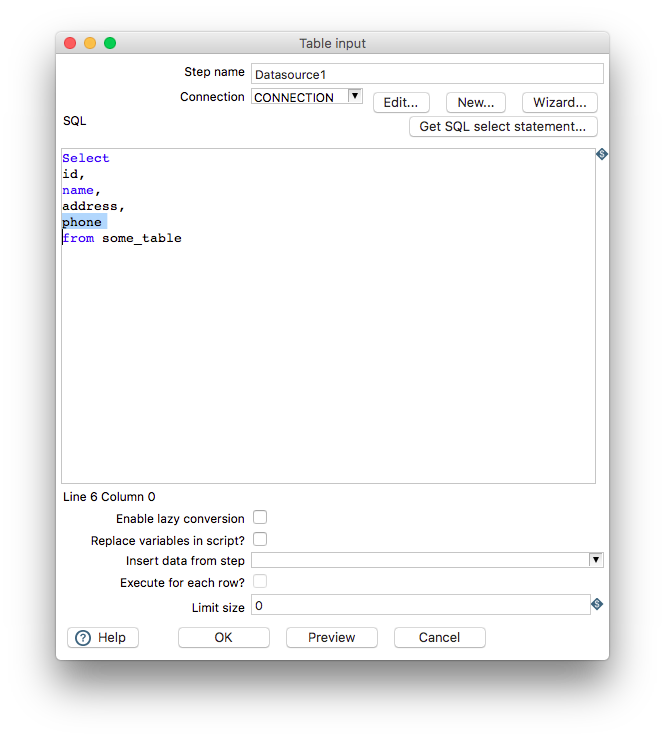 Table input
Step name Datasource1
Connection CONNECTION Edit... New... Wizard...
SQL Get SQL select statement...
Select
id,
name,
address,
phone
from some_table
Line 6 Column 0
Enable lazy conversion
Replace variables in script?
Insert data from step
Execute for each row?
Limit size 0
? Help OK Preview Cancel